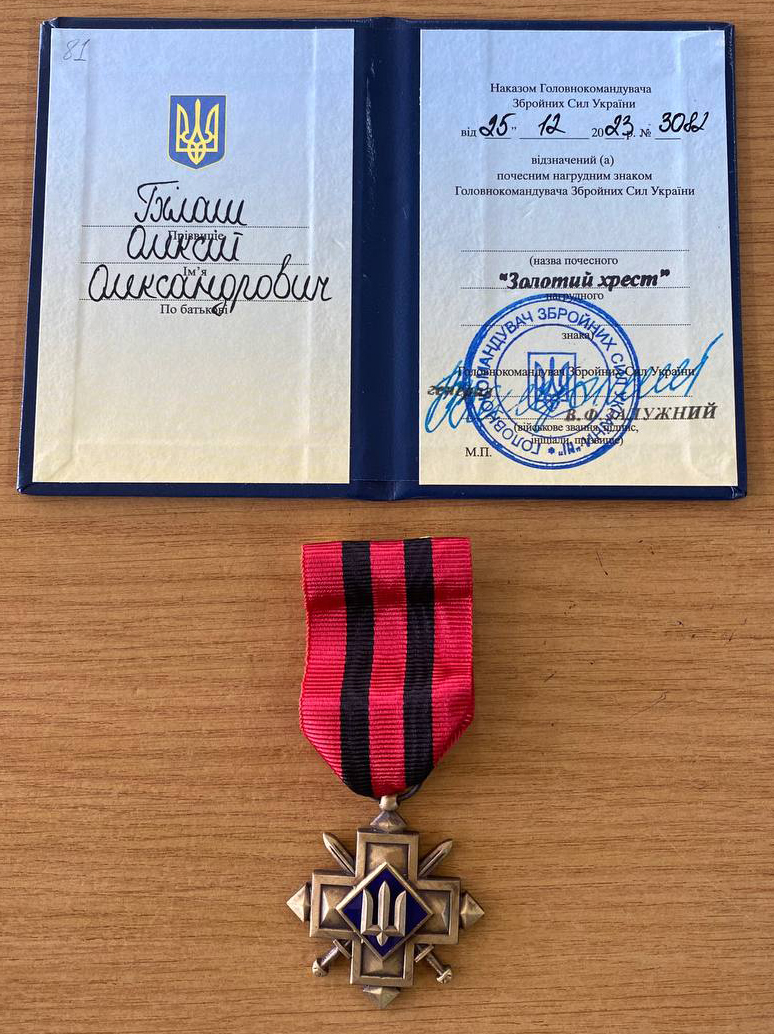 81
Білаш
Прізвище
Олексій
Ім'я
Олександрович
По батькові
Наказом Головнокомандувача
Збройних Сил України
від "25" 12 2023 р. № 3082
відзначений (а)
почесним нагрудним знаком
Головнокомандувача Збройних Сил України
(назва почесного
"Золотий хрест"
нагрудного
знака)
Головнокомандувач Збройних Сил України
генерал
В.Ф.ЗАЛУЖНИЙ
(військове звання, підпис,
ініціали, прізвище)
М.П.
ГОЛОВНОКОМАНДУВАЧ ЗБРОЙНИХ СИЛ УКРАЇНИ